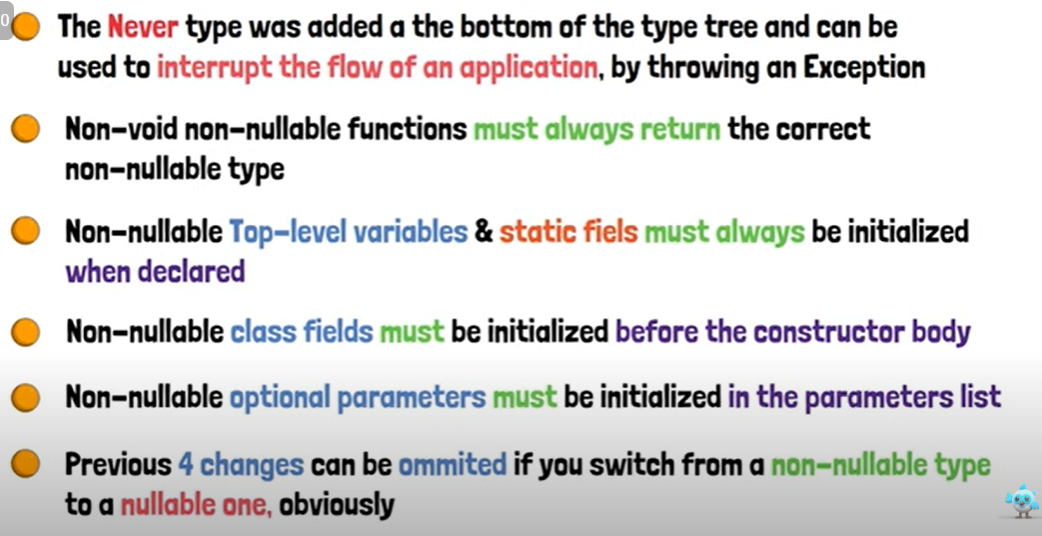 0
The Never type was added a the bottom of the type tree and can be
used to interrupt the flow of an application, by throwing an Exception
Non-void non-nullable functions must always return the correct
non-nullable type
Non-nullable Top-level variables & static fiels must always be initialized
when declared
Non-nullable class fields must be initialized before the constructor body
Non-nullable optional parameters must be initialized in the parameters list
Previous 4 changes can be ommited if you switch from a non-nullable type
to a nullable one, obviously